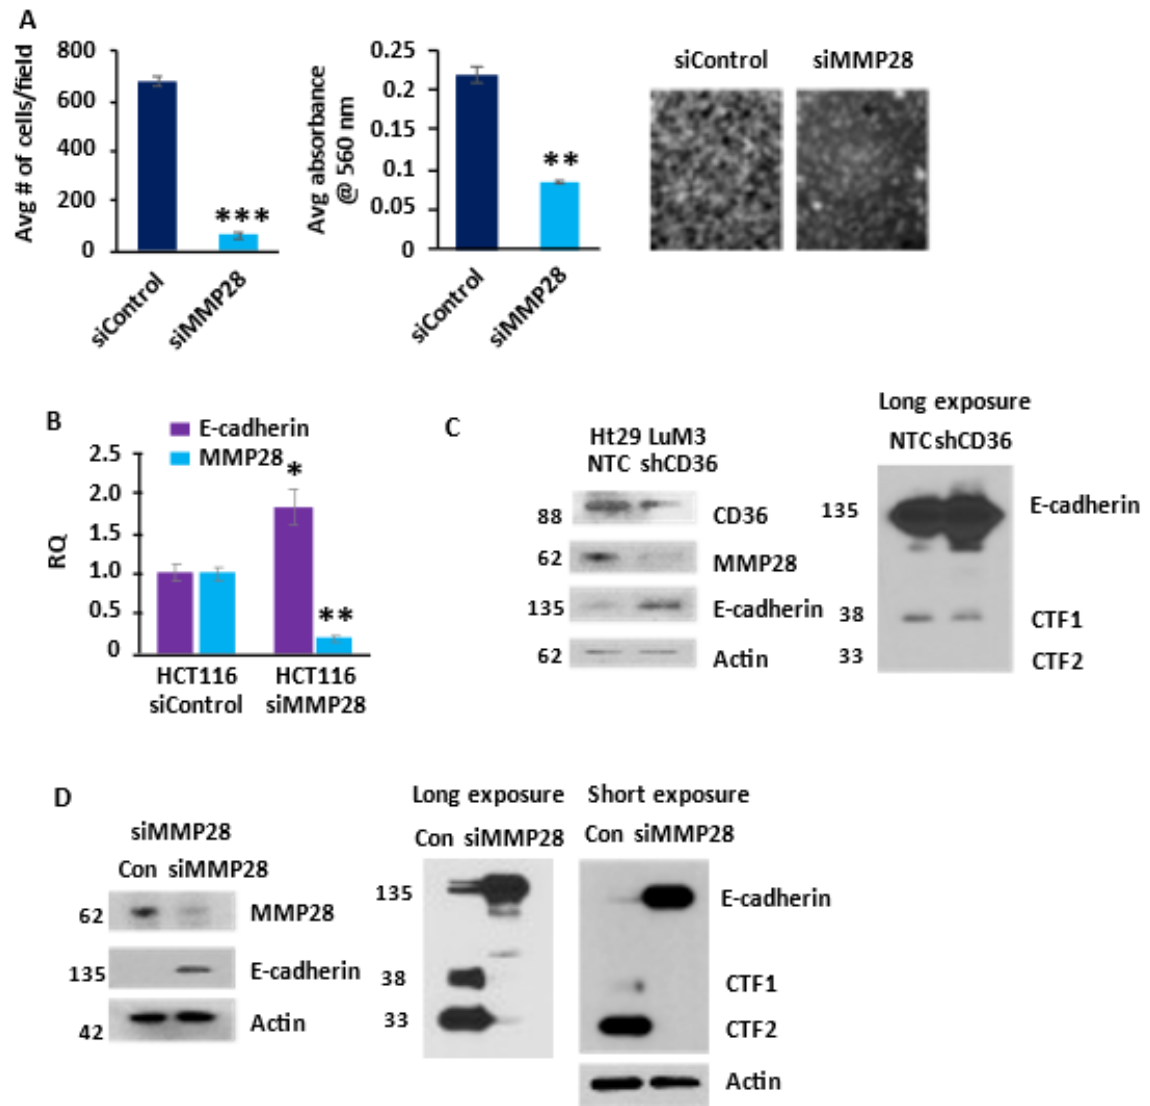 A
800
600
400
200
0
Avg # of cells/field
***
siControl
siMMP28
0.25
0.2
0.15
0.1
0.05
0
Avg absorbance
@ 560 nm
**
siControl
siMMP28
siControl siMMP28
B
E-cadherin
MMP28
2.5
2.0
1.5
1.0
0.5
0
RQ
*
**
HCT116 HCT116
siControl siMMP28
C
Ht29 LuM3
NTC shCD36
88 CD36
62 MMP28
135 E-cadherin
62 Actin
Long exposure
NTC shCD36
135 E-cadherin
38 CTF1
33 CTF2
D
siMMP28
Con siMMP28
62 MMP28
135 E-cadherin
42 Actin
Long exposure
Con siMMP28
135
38
33
Short exposure
Con siMMP28
E-cadherin
CTF1
CTF2
Actin